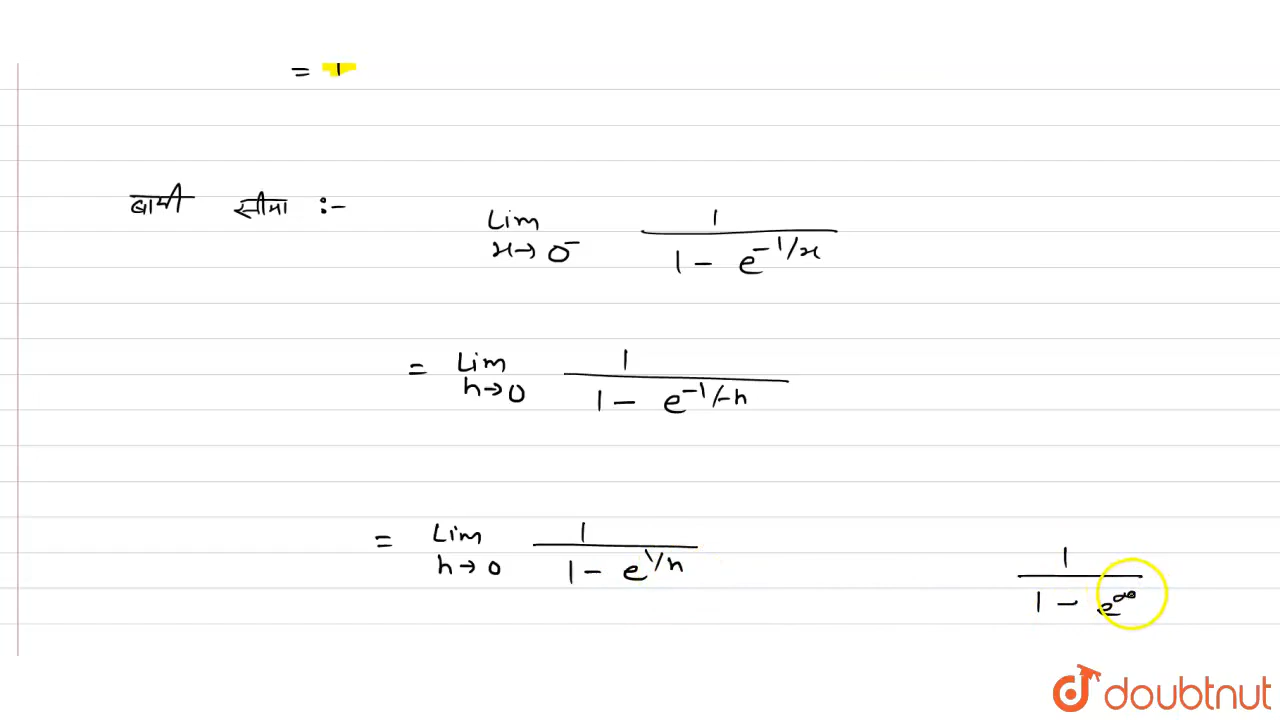 = 1
बायी सीमा :-
Lim x→0⁻ 1/(1 - e^(-1/x))
= Lim h→0 1/(1 - e^(-1/-h))
= Lim h→0 1/(1 - e^(1/h))
1/(1 - e^∞)
doubtnut